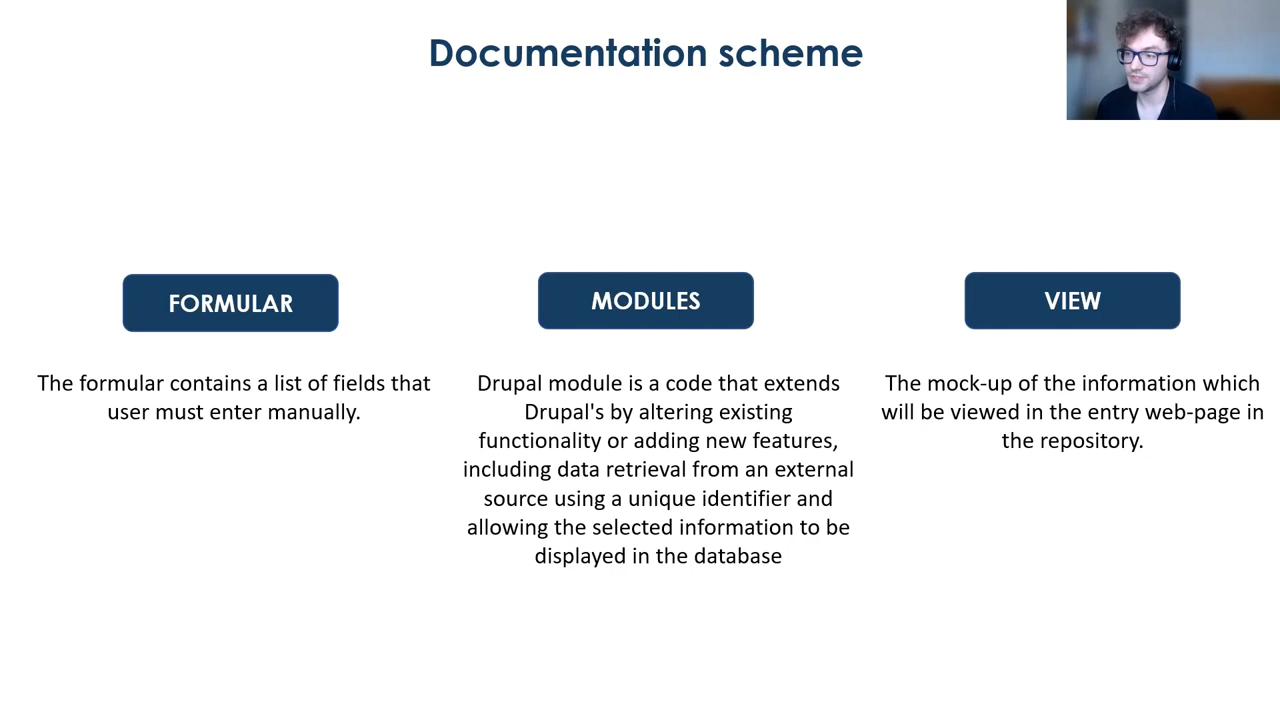 Documentation scheme
FORMULAR
The formular contains a list of fields that
user must enter manually.
MODULES
Drupal module is a code that extends
Drupal's by altering existing
functionality or adding new features,
including data retrieval from an external
source using a unique identifier and
allowing the selected information to be
displayed in the database
VIEW
The mock-up of the information which
will be viewed in the entry web-page in
the repository.